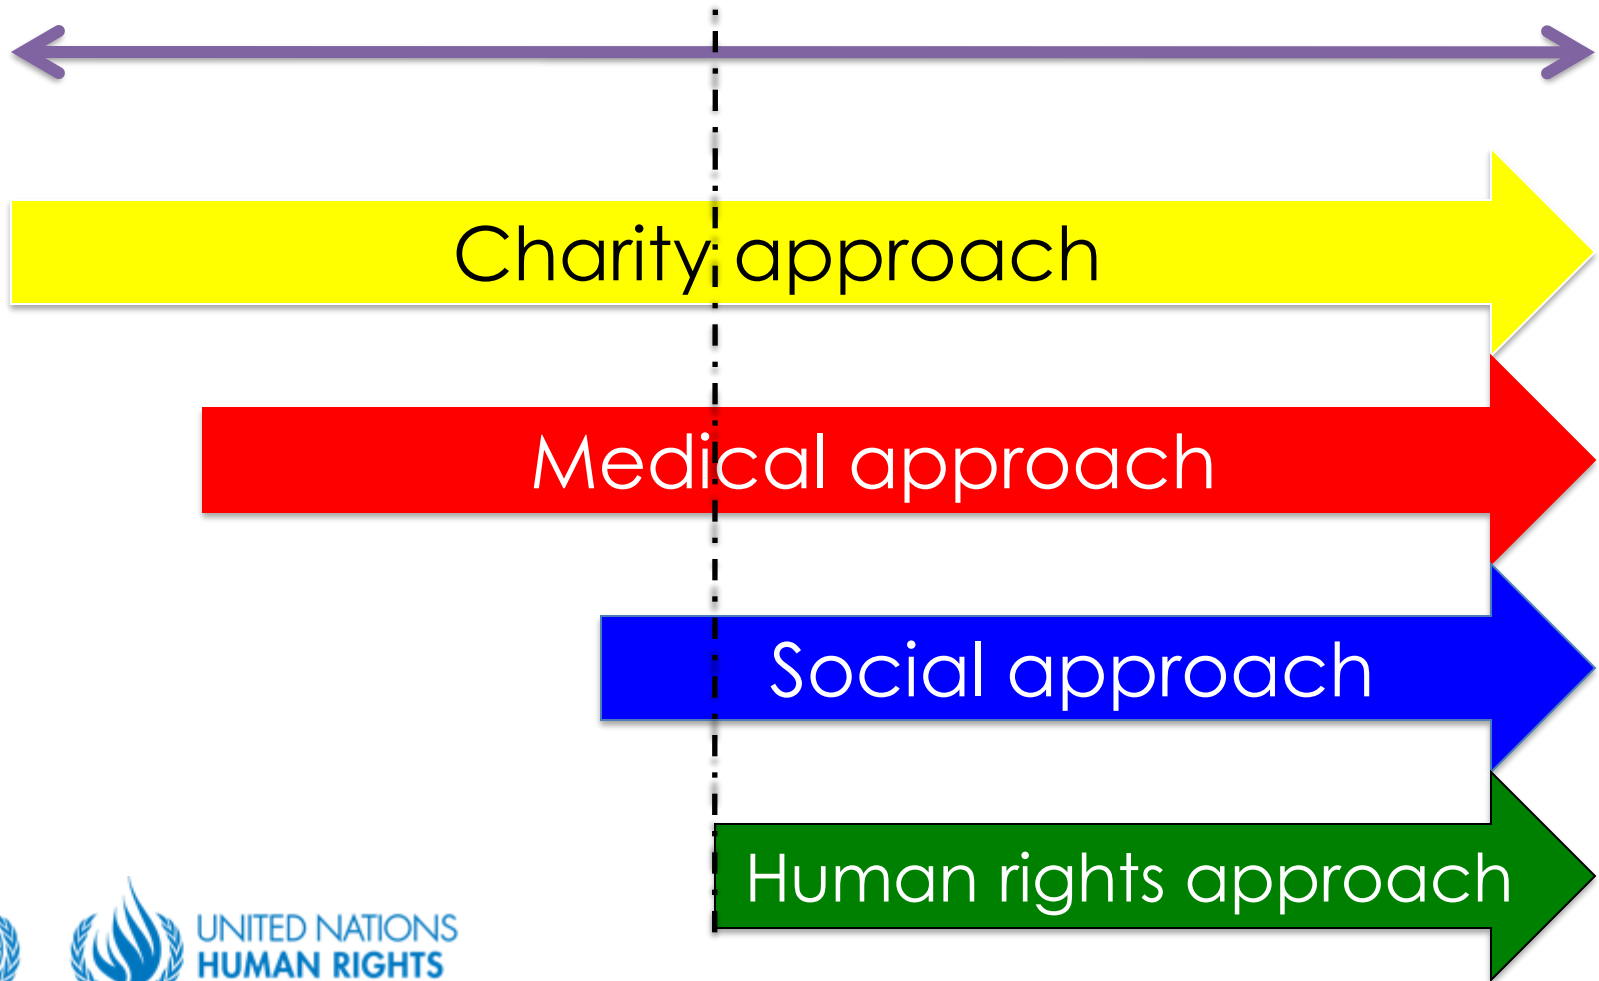 Charity approach
Medical approach
Social approach
Human rights approach
UNITED NATIONS
HUMAN RIGHTS